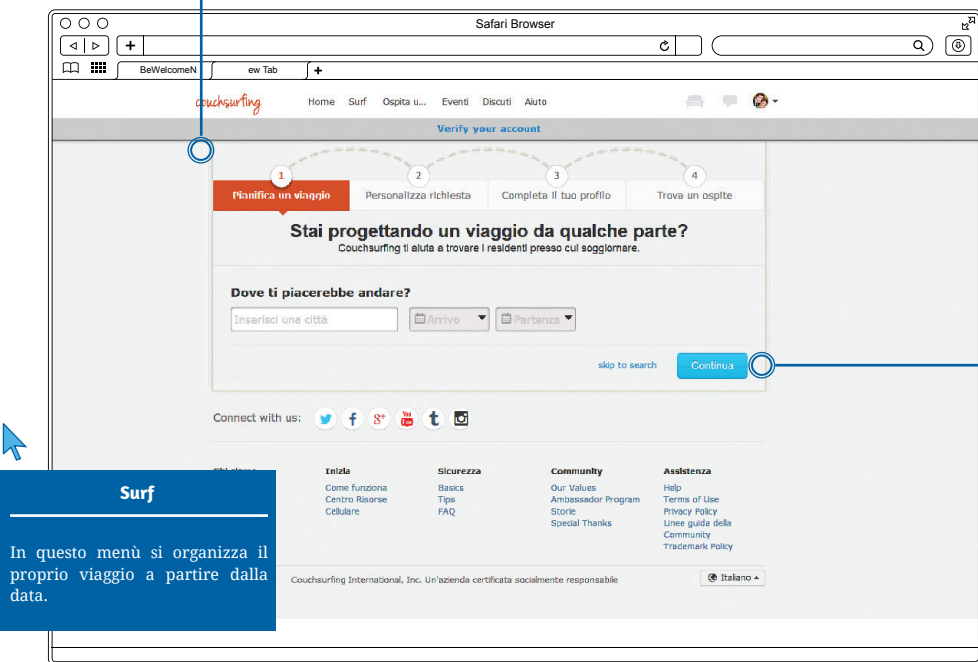 Safari Browser
BeWelcomeN
ew Tab
couchsurfing
Home Surf Ospita u... Eventi Discuti Aiuto
Verify your account
1 2 3 4
Pianifica un viaggio Personalizza richiesta Completa il tuo profilo Trova un ospite
Stai progettando un viaggio da qualche parte?
Couchsurfing ti aiuta a trovare i residenti presso cui soggiornare.
Dove ti piacerebbe andare?
Inserisci una città Arrivo Partenza
skip to search Continua
Connect with us:
Inizia
Come funziona
Centro Risorse
Cellulare
Sicurezza
Basics
Tips
FAQ
Community
Our Values
Ambassador Program
Storie
Special Thanks
Assistenza
Help
Terms of Use
Privacy Policy
Linee guida della
Community
Trademark Policy
Couchsurfing International, Inc. Un'azienda certificata socialmente responsabile
Italiano
Surf
In questo menù si organizza il
proprio viaggio a partire dalla
data.